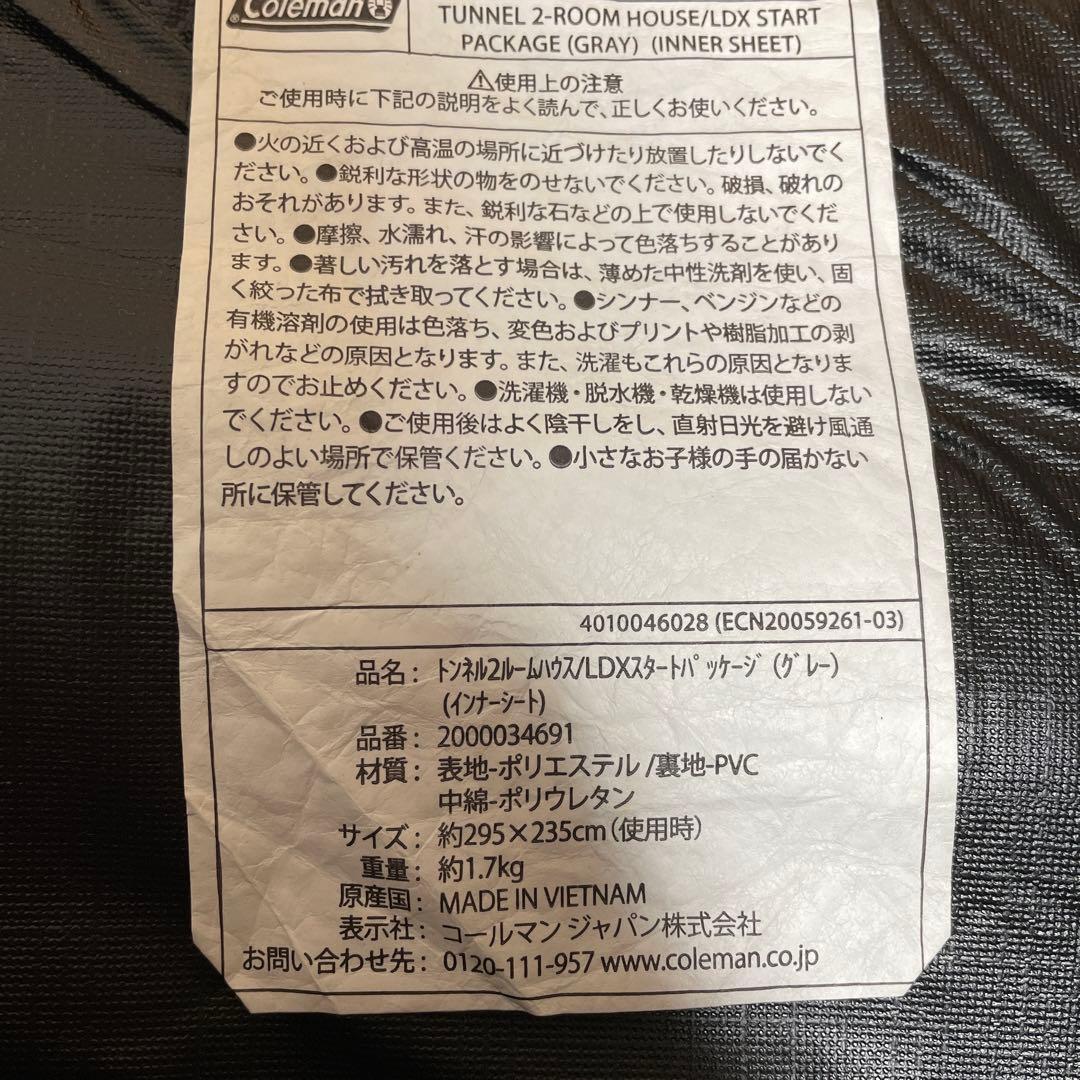 Coleman
TUNNEL 2-ROOM HOUSE/LDX START
PACKAGE (GRAY) (INNER SHEET)
⚠使用上の注意
ご使用時に下記の説明をよく読んで、正しくお使いください。
●火の近くおよび高温の場所に近づけたり放置したりしないでく
ださい。●鋭利な形状の物をのせないでください。破損、破れの
おそれがあります。また、鋭利な石などの上で使用しないでくだ
さい。●摩擦、水濡れ、汗の影響によって色落ちすることがあり
ます。●著しい汚れを落とす場合は、薄めた中性洗剤を使い、固
く絞った布で拭き取ってください。●シンナー、ベンジンなどの
有機溶剤の使用は色落ち、変色およびプリントや樹脂加工の剥
がれなどの原因となります。また、洗濯もこれらの原因となりま
すのでお止めください。●洗濯機・脱水機・乾燥機は使用しない
でください。●ご使用後はよく陰干しをし、直射日光を避け風通
しのよい場所で保管ください。●小さなお子様の手の届かない
所に保管してください。
4010046028 (ECN20059261-03)
品名: ﾄﾝﾈﾙ2ﾙｰﾑﾊｳｽ/LDXｽﾀｰﾄﾊﾟｯｹｰｼﾞ (ｸﾞﾚｰ)
(ｲﾝﾅｰｼｰﾄ)
品番: 2000034691
材質: 表地-ポリエステル /裏地-PVC
中綿-ポリウレタン
サイズ: 約295×235cm(使用時)
重量: 約1.7kg
原産国: MADE IN VIETNAM
表示社: コールマン ジャパン株式会社
お問い合わせ先: 0120-111-957 www.coleman.co.jp